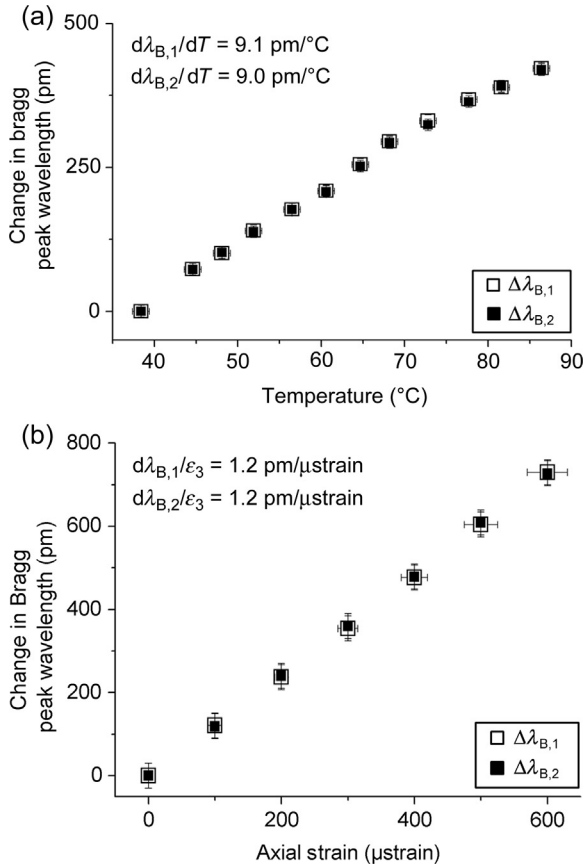 (a)
dλB,1/dT = 9.1 pm/°C
dλB,2/dT = 9.0 pm/°C
Change in bragg
peak wavelength (pm)
500
250
0
ΔλB,1
ΔλB,2
40 50 60 70 80 90
Temperature (°C)
(b)
dλB,1/ε3 = 1.2 pm/μstrain
dλB,2/ε3 = 1.2 pm/μstrain
Change in Bragg
peak wavelength (pm)
800
600
400
200
0
ΔλB,1
ΔλB,2
0 200 400 600
Axial strain (μstrain)